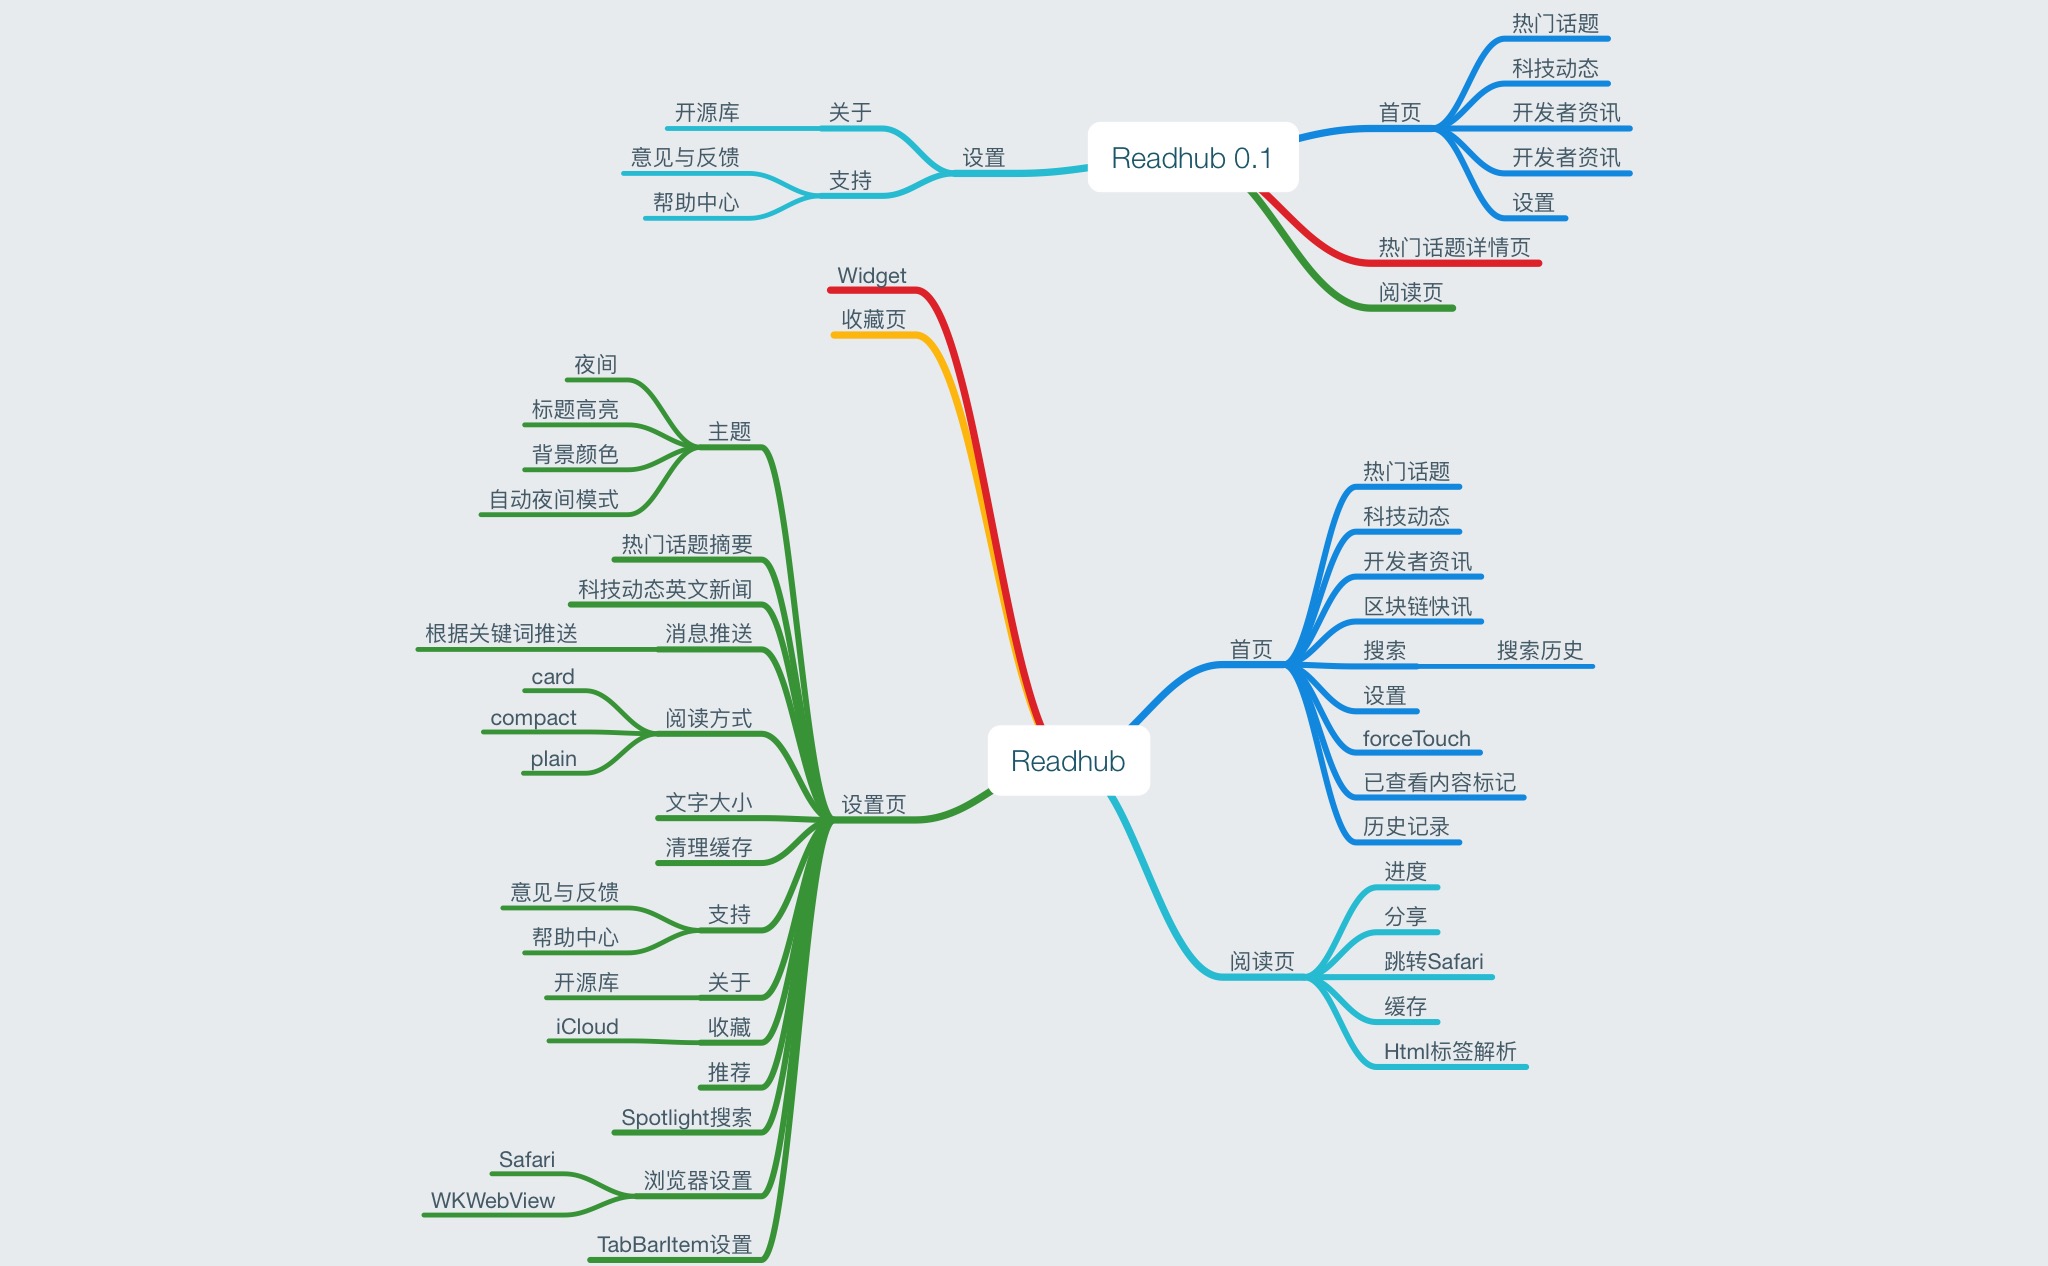 Readhub 0.1
首页
热门话题
科技动态
开发者资讯
开发者资讯
设置
热门话题详情页
阅读页
设置
关于
开源库
支持
意见与反馈
帮助中心
Readhub
首页
热门话题
科技动态
开发者资讯
区块链快讯
搜索
搜索历史
设置
forceTouch
已查看内容标记
历史记录
阅读页
进度
分享
跳转Safari
缓存
Html标签解析
Widget
收藏页
设置页
主题
夜间
标题高亮
背景颜色
自动夜间模式
热门话题摘要
科技动态英文新闻
消息推送
根据关键词推送
阅读方式
card
compact
plain
文字大小
清理缓存
支持
意见与反馈
帮助中心
关于
开源库
收藏
iCloud
推荐
Spotlight搜索
浏览器设置
Safari
WKWebView
TabBarItem设置